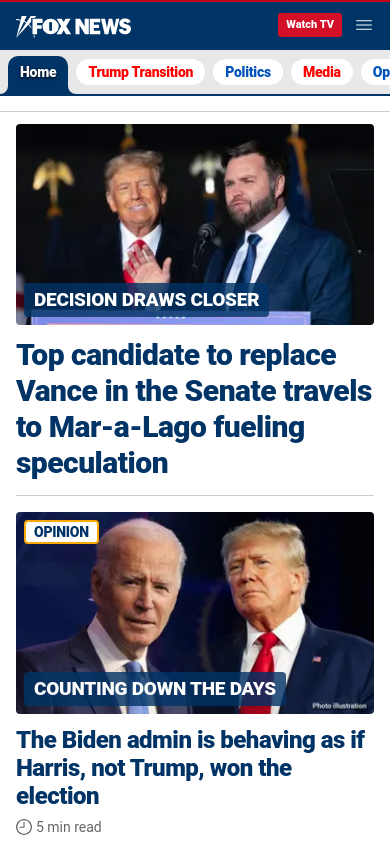 FOX NEWS
Watch TV
Home
Trump Transition
Politics
Media
Op
DECISION DRAWS CLOSER
Top candidate to replace
Vance in the Senate travels
to Mar-a-Lago fueling
speculation
OPINION
COUNTING DOWN THE DAYS
Photo illustration
The Biden admin is behaving as if
Harris, not Trump, won the
election
5 min read